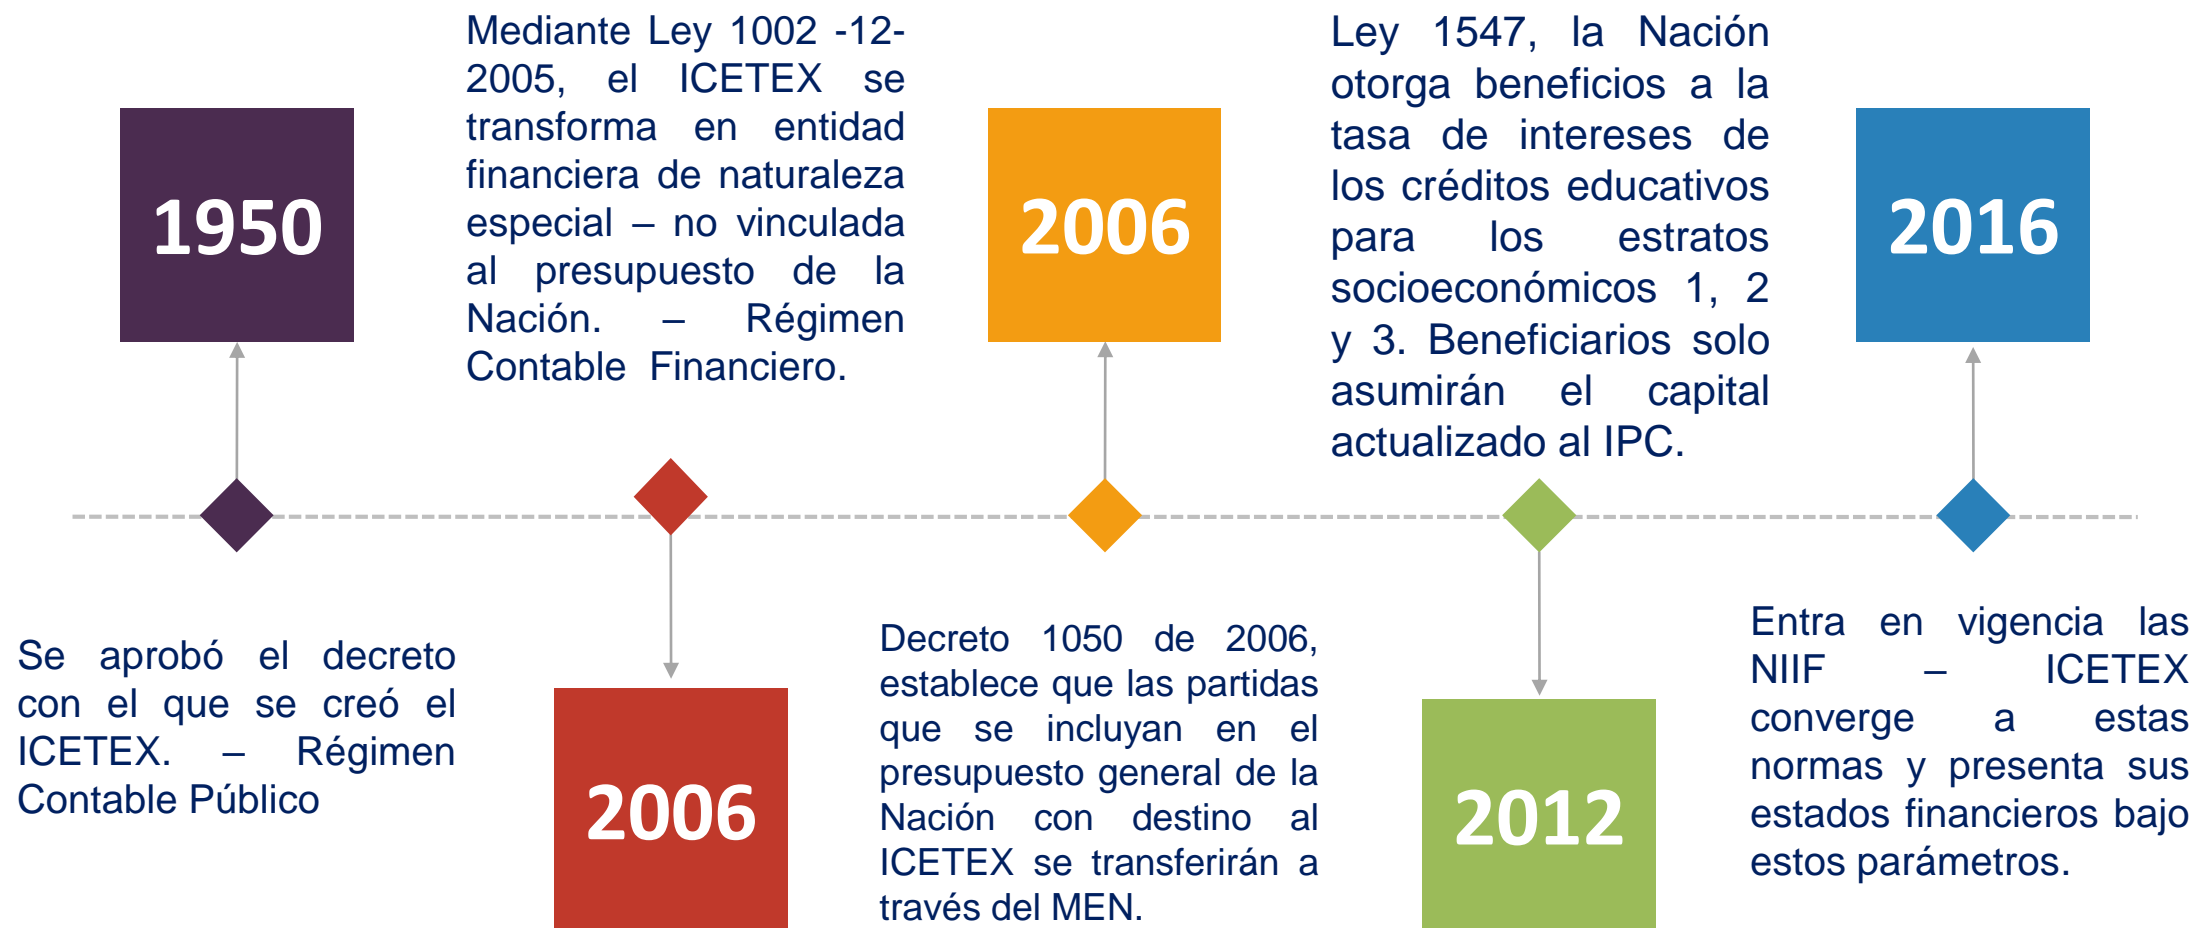 1950
Se aprobó el decreto
con el que se creó el
ICETEX. – Régimen
Contable Público
Mediante Ley 1002 -12-
2005, el ICETEX se
transforma en entidad
financiera de naturaleza
especial – no vinculada
al presupuesto de la
Nación. – Régimen
Contable Financiero.
2006
2006
Decreto 1050 de 2006,
establece que las partidas
que se incluyan en el
presupuesto general de la
Nación con destino al
ICETEX se transferirán a
través del MEN.
Ley 1547, la Nación
otorga beneficios a la
tasa de intereses de
los créditos educativos
para los estratos
socioeconómicos 1, 2
y 3. Beneficiarios solo
asumirán el capital
actualizado al IPC.
2012
2016
Entra en vigencia las
NIIF – ICETEX
converge a estas
normas y presenta sus
estados financieros bajo
estos parámetros.